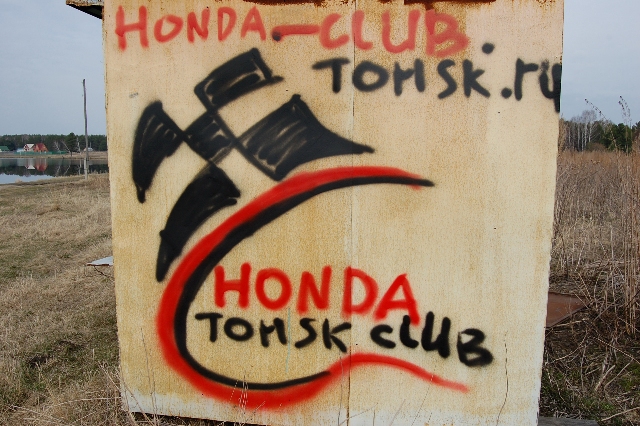 HONDA-CLUB.
TOMSK.ru
HONDA
TOMSK CLUB